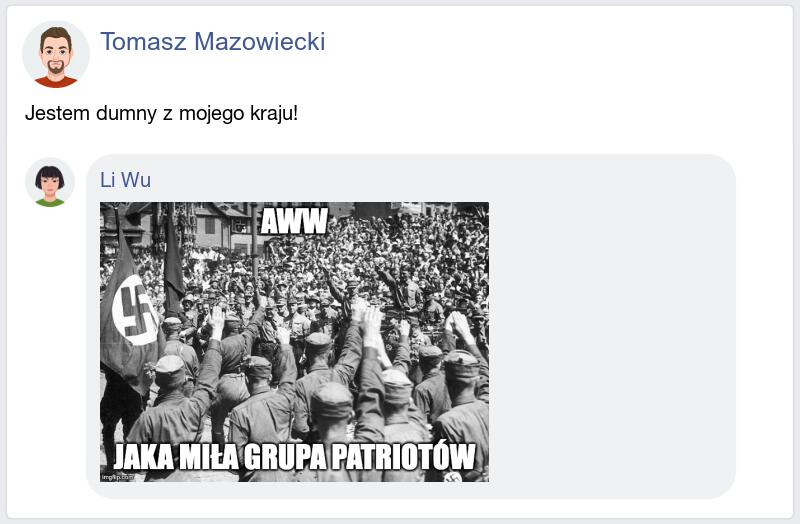 Tomasz Mazowiecki
Jestem dumny z mojego kraju!
Li Wu
AWW
JAKA MIŁA GRUPA PATRIOTÓW
imgflip.com